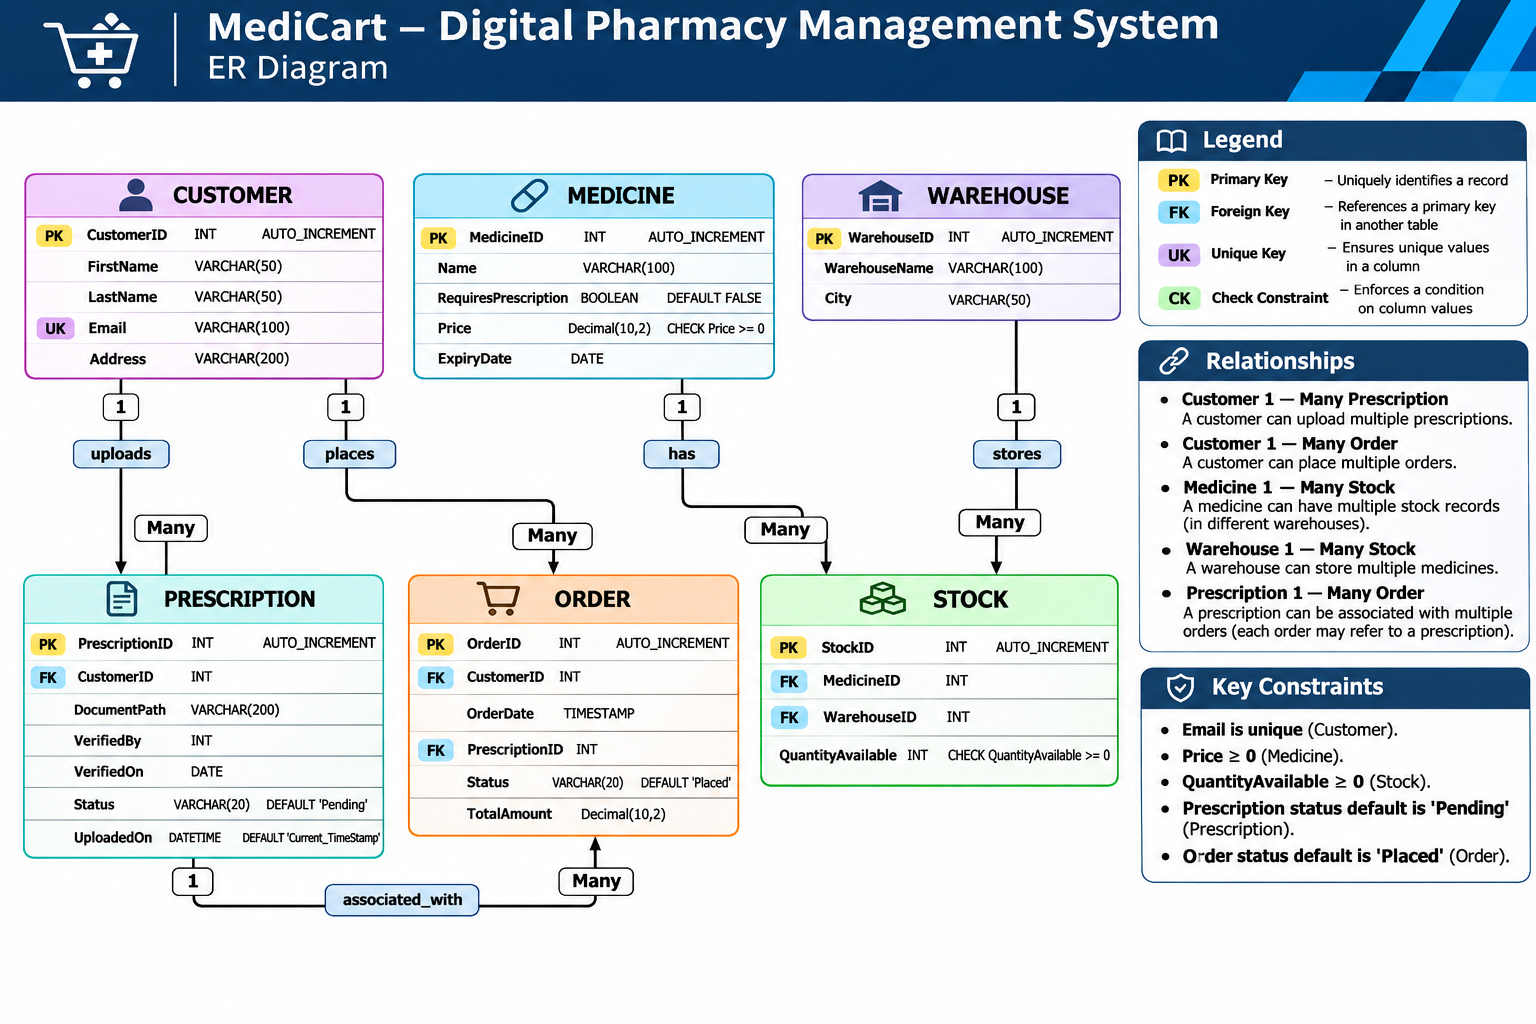 MediCart – Digital Pharmacy Management System
ER Diagram
CUSTOMER
PK CustomerID INT AUTO_INCREMENT
FirstName VARCHAR(50)
LastName VARCHAR(50)
UK Email VARCHAR(100)
Address VARCHAR(200)
MEDICINE
PK MedicineID INT AUTO_INCREMENT
Name VARCHAR(100)
RequiresPrescription BOOLEAN DEFAULT FALSE
Price Decimal(10,2) CHECK Price >= 0
ExpiryDate DATE
WAREHOUSE
PK WarehouseID INT AUTO_INCREMENT
WarehouseName VARCHAR(100)
City VARCHAR(50)
1
uploads
Many
1
places
Many
1
has
Many
1
stores
Many
PRESCRIPTION
PK PrescriptionID INT AUTO_INCREMENT
FK CustomerID INT
DocumentPath VARCHAR(200)
VerifiedBy INT
VerifiedOn DATE
Status VARCHAR(20) DEFAULT 'Pending'
UploadedOn DATETIME DEFAULT 'Current_TimeStamp'
ORDER
PK OrderID INT AUTO_INCREMENT
FK CustomerID INT
OrderDate TIMESTAMP
FK PrescriptionID INT
Status VARCHAR(20) DEFAULT 'Placed'
TotalAmount Decimal(10,2)
STOCK
PK StockID INT AUTO_INCREMENT
FK MedicineID INT
FK WarehouseID INT
QuantityAvailable INT CHECK QuantityAvailable >= 0
1
associated_with
Many
Legend
PK Primary Key – Uniquely identifies a record
FK Foreign Key – References a primary key
in another table
UK Unique Key – Ensures unique values
in a column
CK Check Constraint – Enforces a condition
on column values
Relationships
• Customer 1 — Many Prescription
A customer can upload multiple prescriptions.
• Customer 1 — Many Order
A customer can place multiple orders.
• Medicine 1 — Many Stock
A medicine can have multiple stock records
(in different warehouses).
• Warehouse 1 — Many Stock
A warehouse can store multiple medicines.
• Prescription 1 — Many Order
A prescription can be associated with multiple
orders (each order may refer to a prescription).
Key Constraints
• Email is unique (Customer).
• Price ≥ 0 (Medicine).
• QuantityAvailable ≥ 0 (Stock).
• Prescription status default is 'Pending'
(Prescription).
• Order status default is 'Placed' (Order).